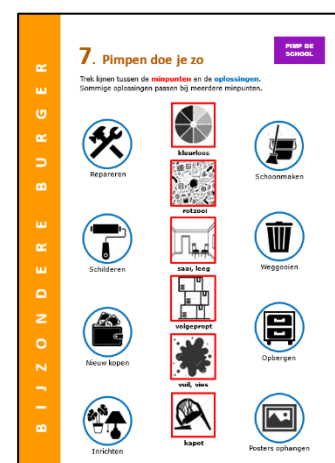 BIJZONDERE BURGER
7. Pimpen doe je zo
PIMP DE
SCHOOL
Trek lijnen tussen de minpunten en de oplossingen.
Sommige oplossingen passen bij meerdere minpunten.
kleurloos
Repareren
Schoonmaken
rotzooi
Schilderen
saai, leeg
Weggooien
volgepropt
Nieuw kopen
Opbergen
vuil, vies
Inrichten
kapot
Posters ophangen